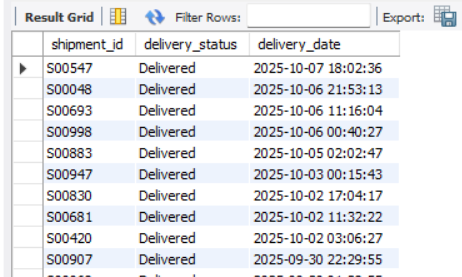 Result Grid Filter Rows: Export:
shipment_id delivery_status delivery_date
S00547 Delivered 2025-10-07 18:02:36
S00048 Delivered 2025-10-06 21:53:13
S00693 Delivered 2025-10-06 11:16:04
S00998 Delivered 2025-10-06 00:40:27
S00883 Delivered 2025-10-05 02:02:47
S00947 Delivered 2025-10-03 00:15:43
S00830 Delivered 2025-10-02 17:04:17
S00681 Delivered 2025-10-02 11:32:22
S00420 Delivered 2025-10-02 03:06:27
S00907 Delivered 2025-09-30 22:29:55